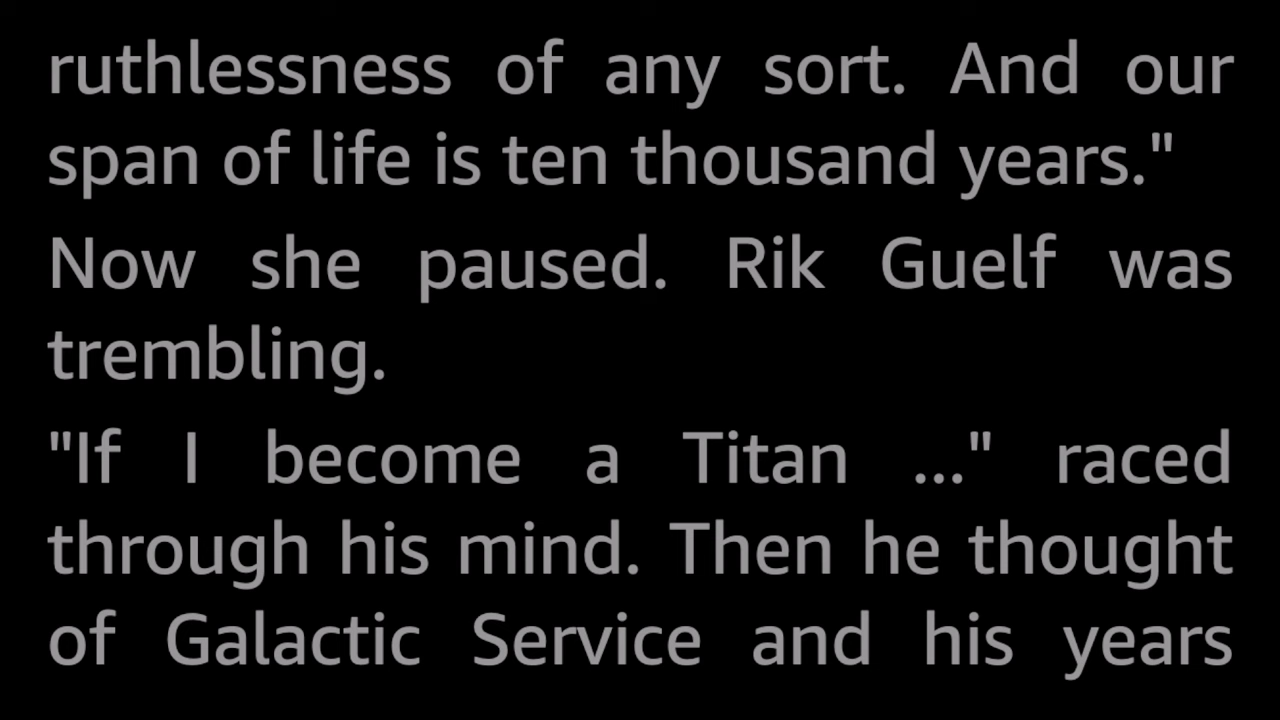 ruthlessness of any sort. And our
span of life is ten thousand years."
Now she paused. Rik Guelf was
trembling.
"If I become a Titan ..." raced
through his mind. Then he thought
of Galactic Service and his years